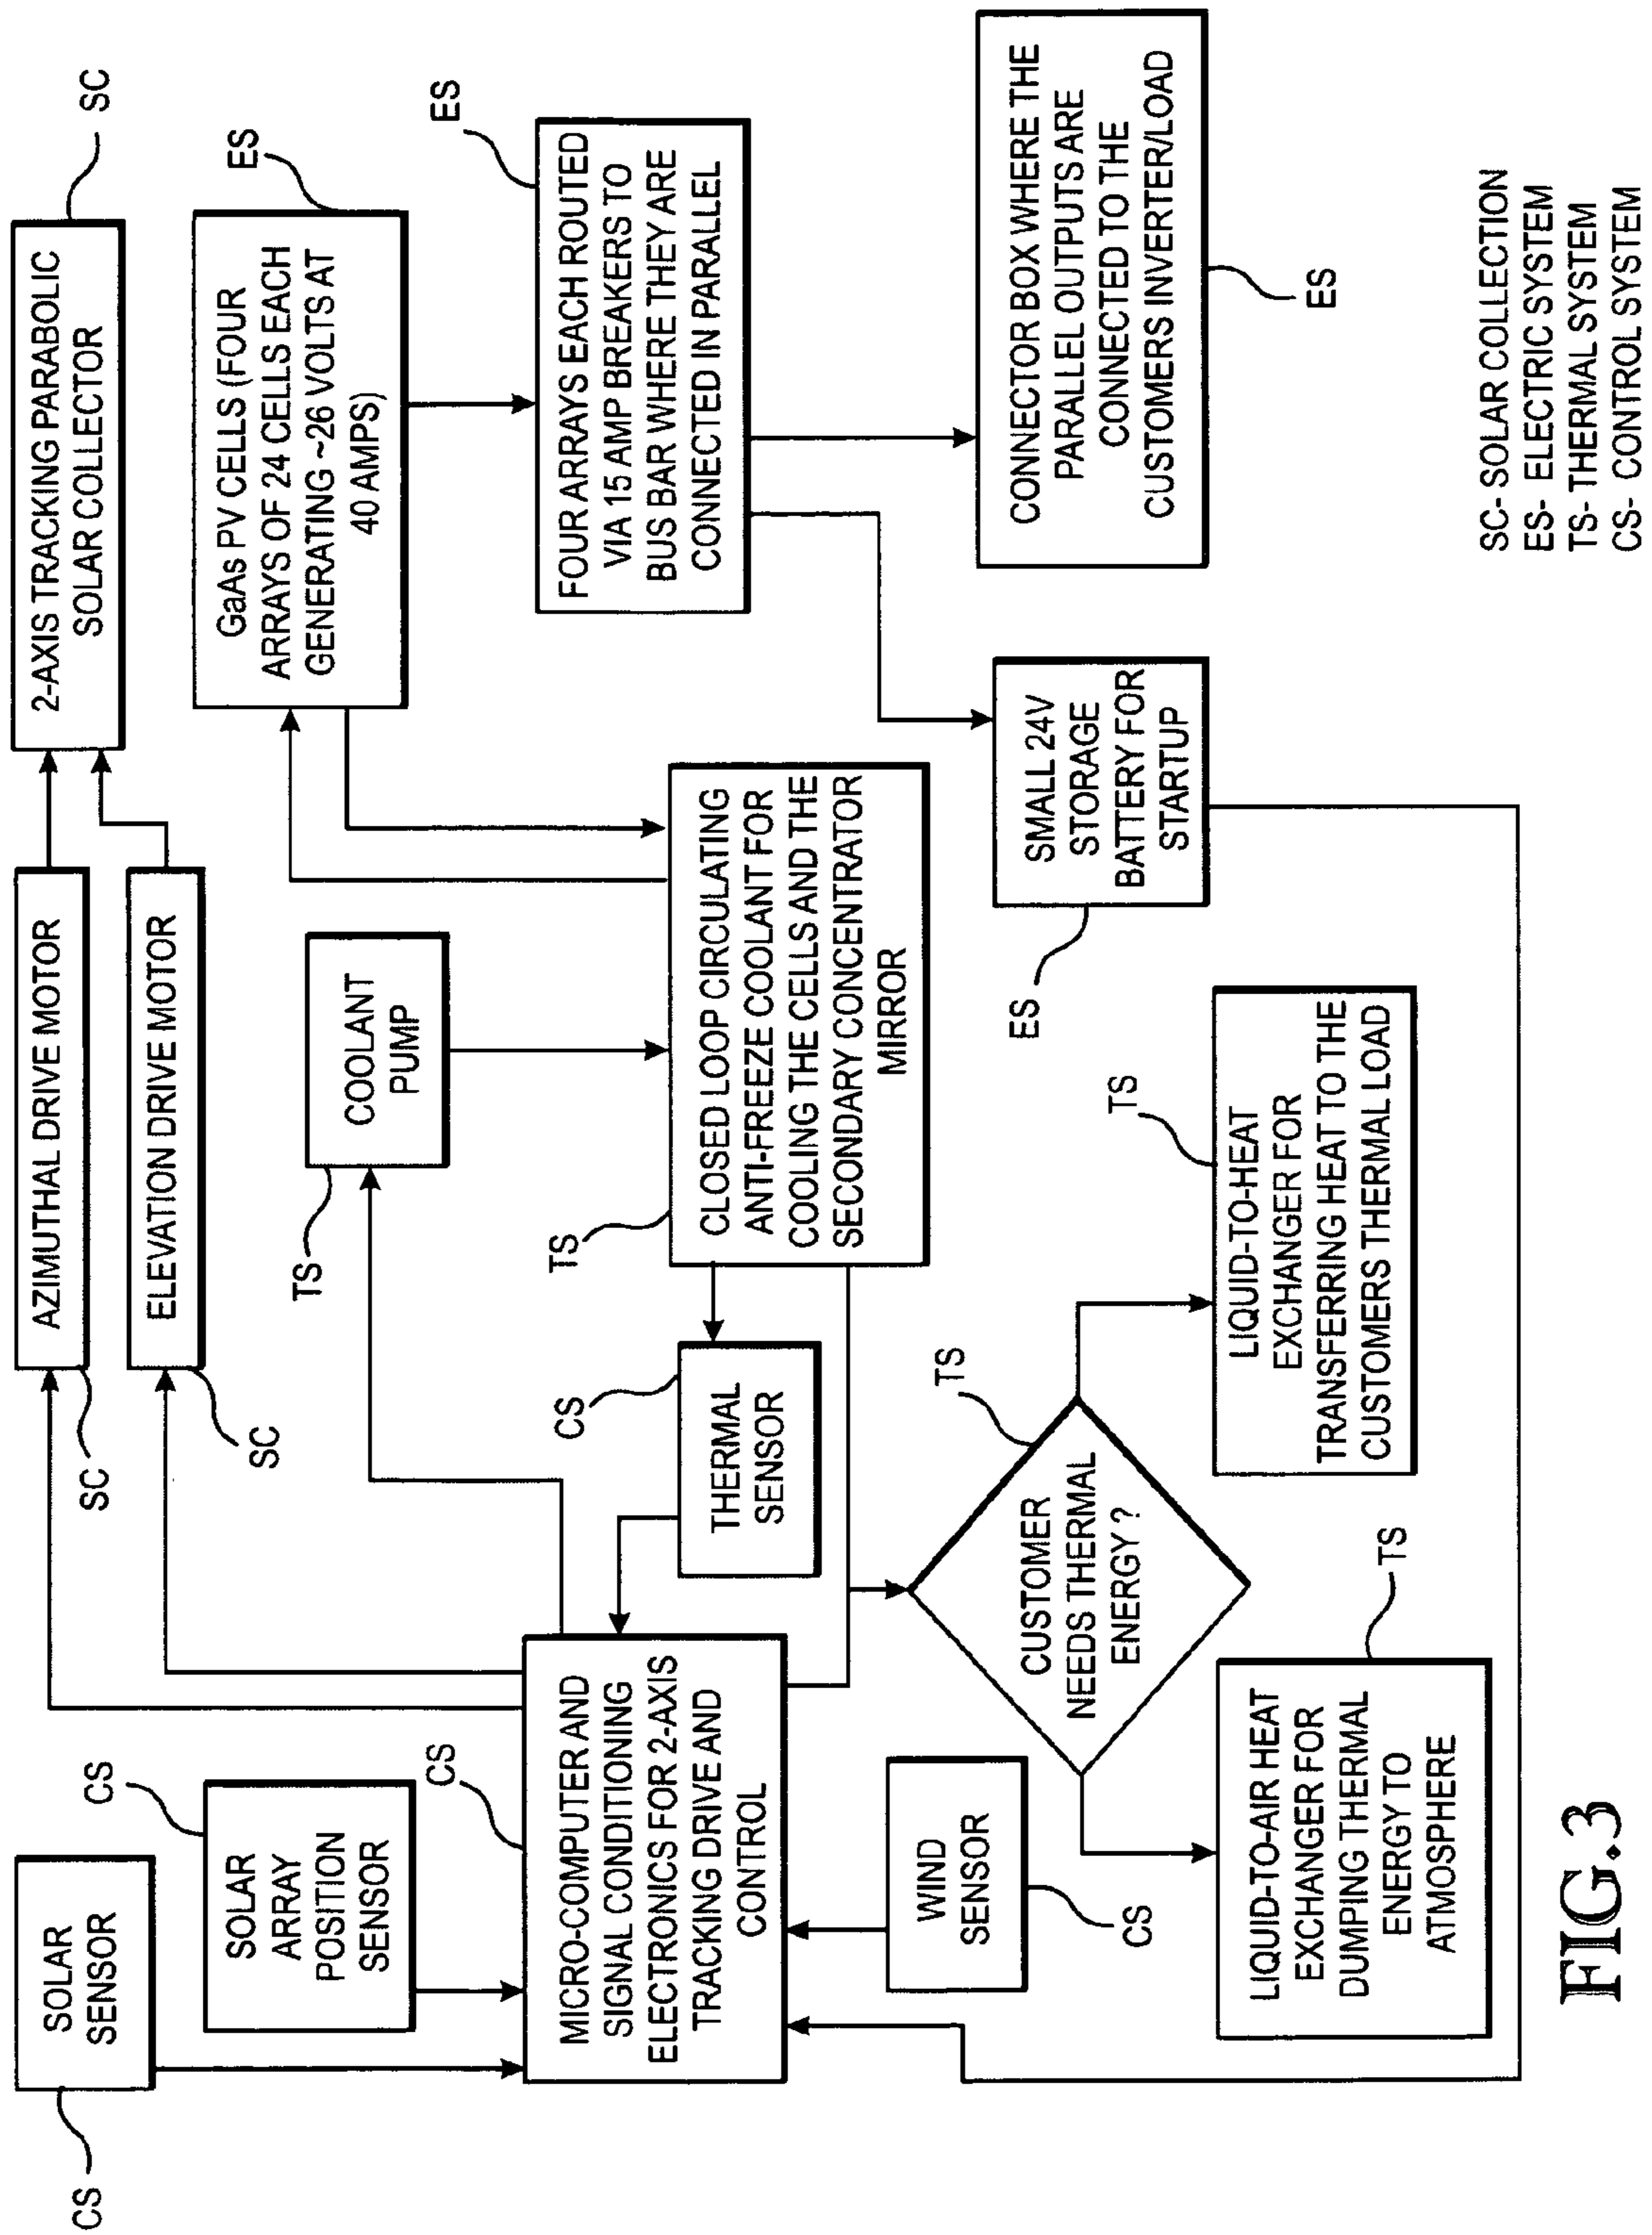 CS
SOLAR
SENSOR
CS
SOLAR
ARRAY
POSITION
SENSOR
SC
AZIMUTHAL DRIVE MOTOR
SC
ELEVATION DRIVE MOTOR
2-AXIS TRACKING PARABOLIC
SOLAR COLLECTOR
SC
TS
COOLANT
PUMP
GaAs PV CELLS (FOUR
ARRAYS OF 24 CELLS EACH
GENERATING ~26 VOLTS AT
40 AMPS)
ES
CS
MICRO-COMPUTER AND
SIGNAL CONDITIONING
ELECTRONICS FOR 2-AXIS
TRACKING DRIVE AND
CONTROL
CS
THERMAL
SENSOR
TS
CLOSED LOOP CIRCULATING
ANTI-FREEZE COOLANT FOR
COOLING THE CELLS AND THE
SECONDARY CONCENTRATOR
MIRROR
ES
FOUR ARRAYS EACH ROUTED
VIA 15 AMP BREAKERS TO
BUS BAR WHERE THEY ARE
CONNECTED IN PARALLEL
WIND
SENSOR
CS
TS
CUSTOMER
NEEDS THERMAL
ENERGY?
ES
SMALL 24V
STORAGE
BATTERY FOR
STARTUP
CONNECTOR BOX WHERE THE
PARALLEL OUTPUTS ARE
CONNECTED TO THE
CUSTOMERS INVERTER/LOAD
ES
LIQUID-TO-AIR HEAT
EXCHANGER FOR
DUMPING THERMAL
ENERGY TO
ATMOSPHERE
TS
TS
LIQUID-TO-HEAT
EXCHANGER FOR
TRANSFERRING HEAT TO THE
CUSTOMERS THERMAL LOAD
SC- SOLAR COLLECTION
ES- ELECTRIC SYSTEM
TS- THERMAL SYSTEM
CS- CONTROL SYSTEM
FIG.3